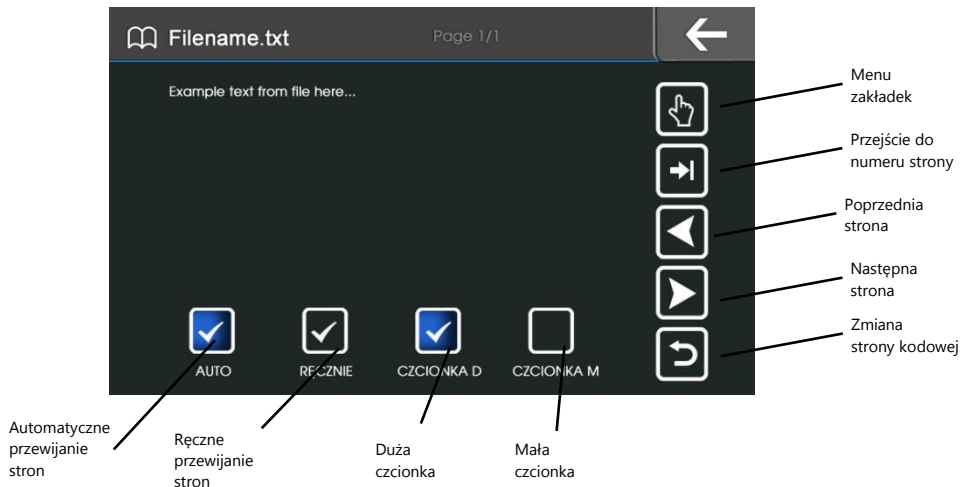 Filename.txt
Page 1/1
Example text from file here...
Menu
zakładek
Przejście do
numeru strony
Poprzednia
strona
Następna
strona
Zmiana
strony kodowej
AUTO
RĘCZNIE
CZCIONKA D
CZCIONKA M
Automatyczne
przewijanie
stron
Ręczne
przewijanie
stron
Duża
czcionka
Mała
czcionka